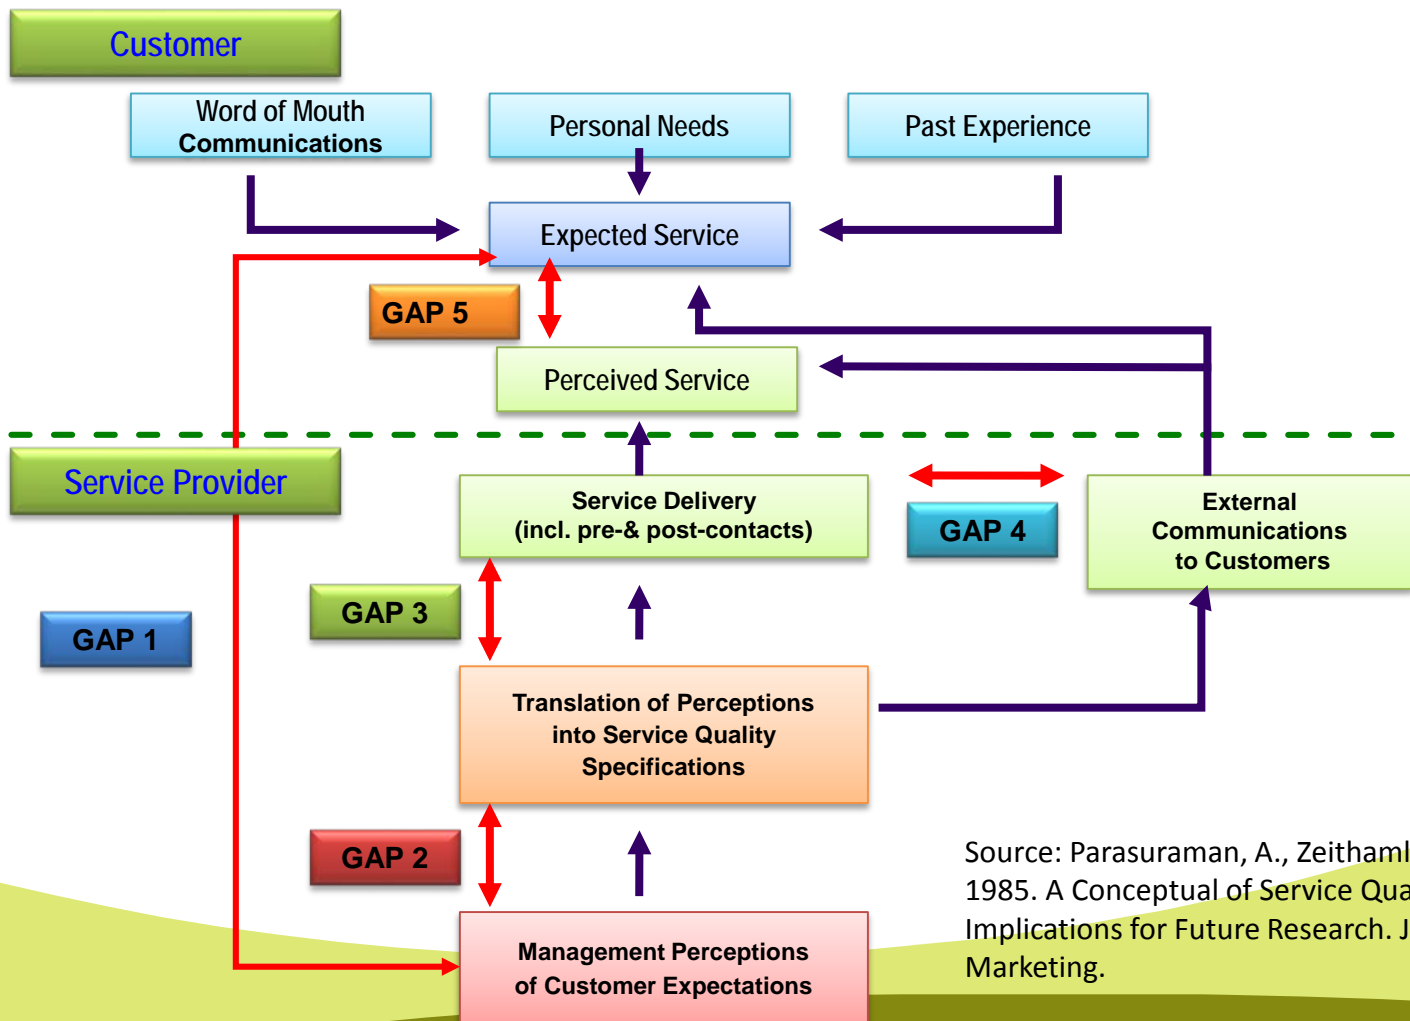 Customer
Word of Mouth
Communications
Personal Needs
Past Experience
Expected Service
GAP 5
Perceived Service
Service Provider
Service Delivery
(incl. pre-& post-contacts)
GAP 4
External
Communications
to Customers
GAP 3
GAP 1
Translation of Perceptions
into Service Quality
Specifications
GAP 2
Management Perceptions
of Customer Expectations
Source: Parasuraman, A., Zeithaml
1985. A Conceptual of Service Qua
Implications for Future Research. J
Marketing.